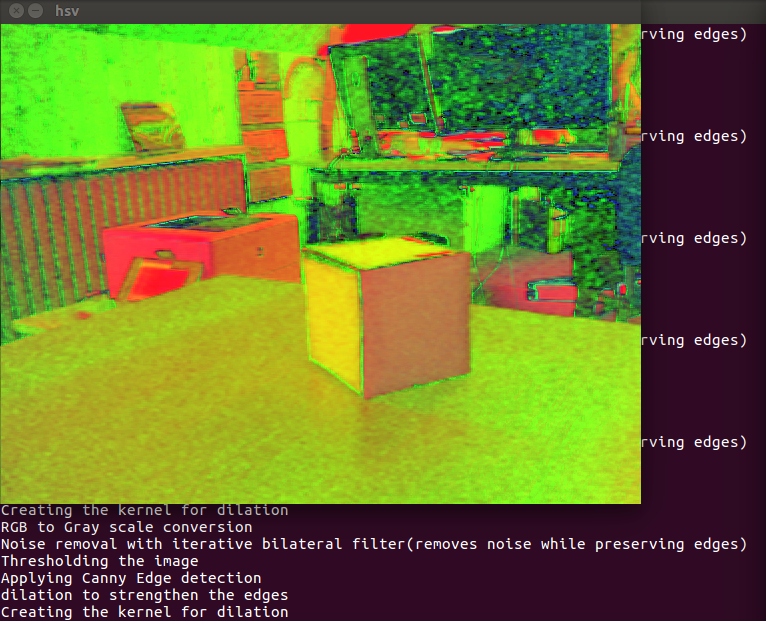 hsv
rving edges)
rving edges)
rving edges)
rving edges)
rving edges)
Creating the kernel for dilation
RGB to Gray scale conversion
Noise removal with iterative bilateral filter(removes noise while preserving edges)
Thresholding the image
Applying Canny Edge detection
dilation to strengthen the edges
Creating the kernel for dilation